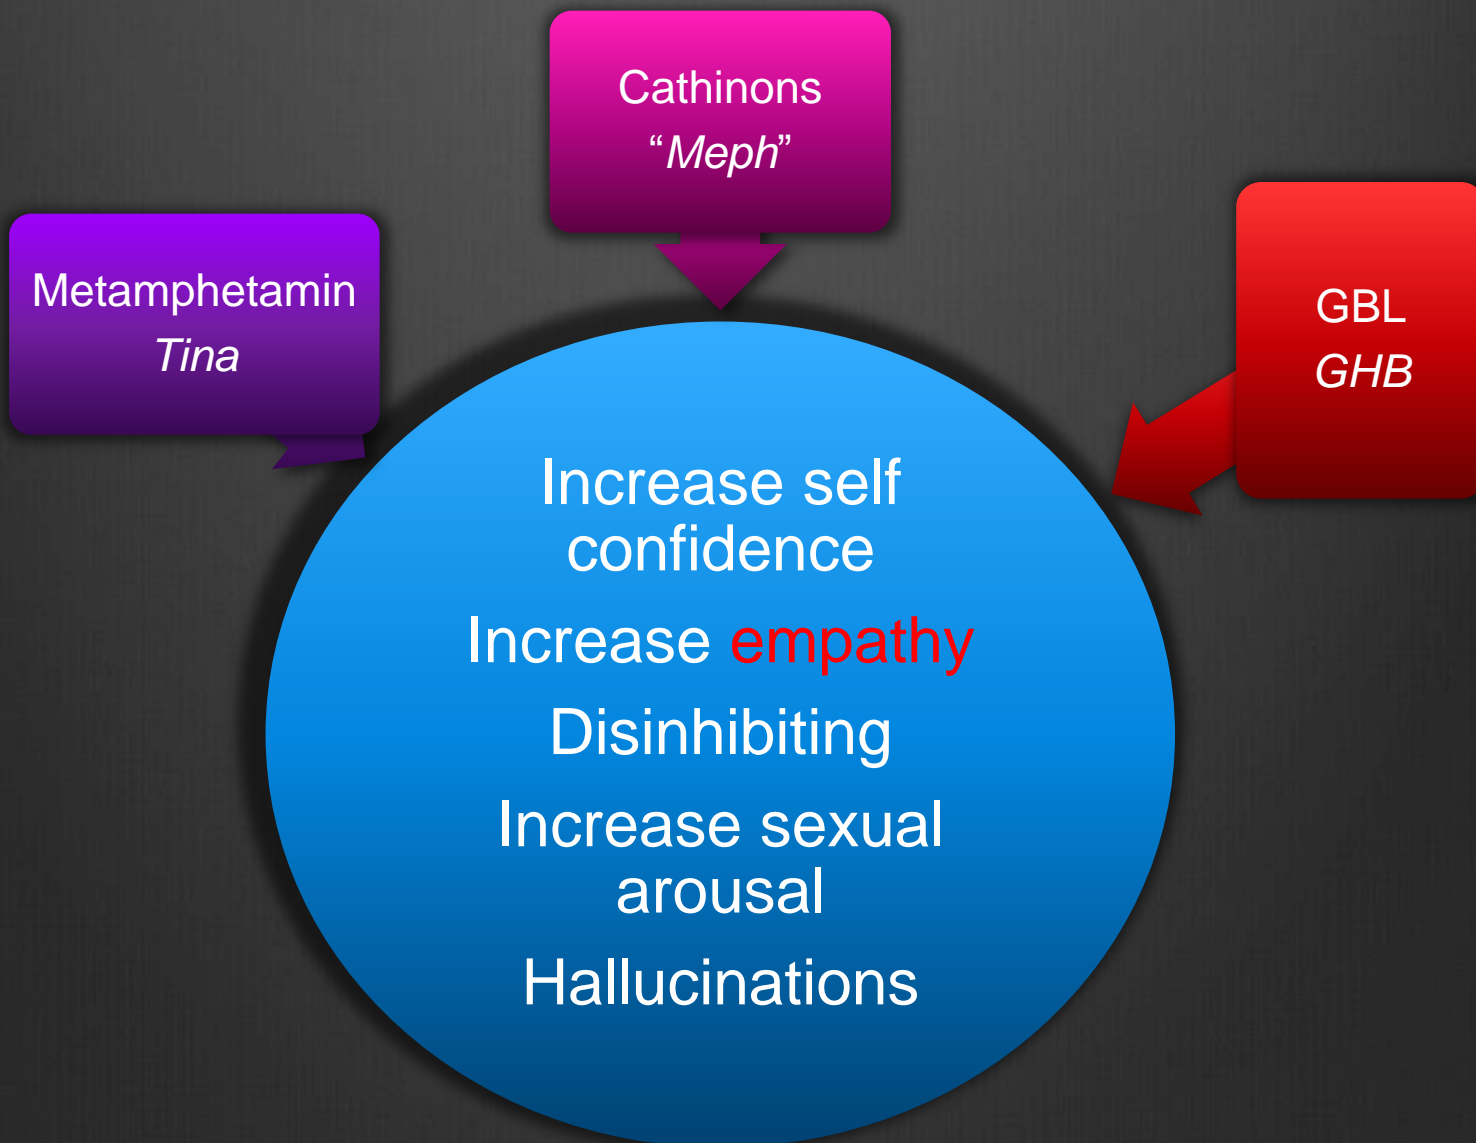 Cathinons
“Meph”
Metamphetamin
Tina
GBL
GHB
Increase self
confidence
Increase empathy
Disinhibiting
Increase sexual
arousal
Hallucinations